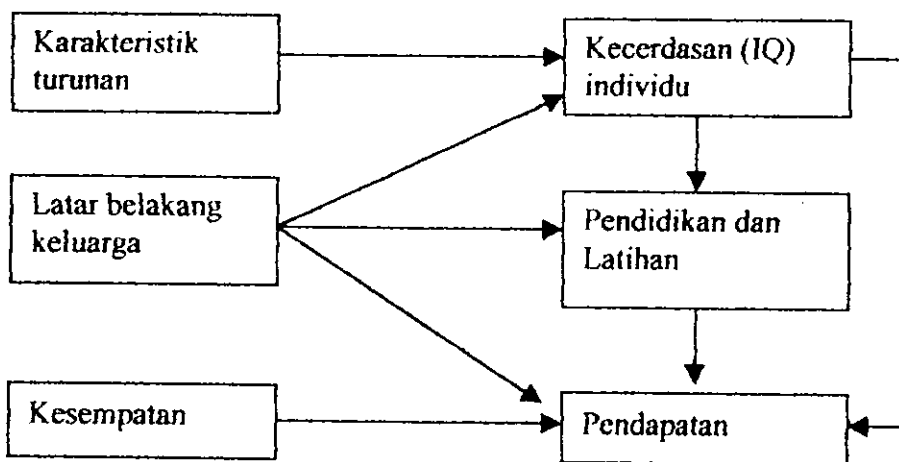 Karakteristik
turunan
Kecerdasan (IQ)
individu
Latar belakang
keluarga
Pendidikan dan
Latihan
Kesempatan
Pendapatan